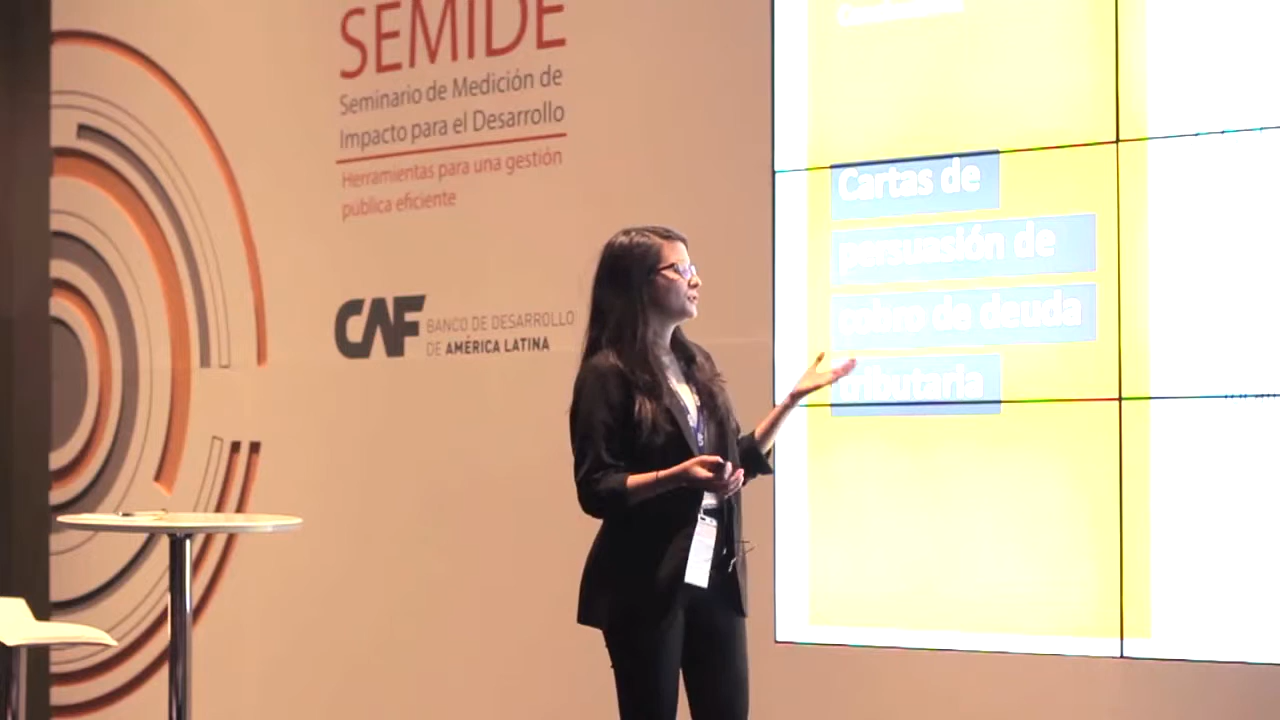 SEMIDE
Seminario de Medición de
Impacto para el Desarrollo
Herramientas para una gestión
pública eficiente
CAF BANCO DE DESARROLLO
DE AMÉRICA LATINA
Cartas de
persuasión de
cobro de deuda
tributaria